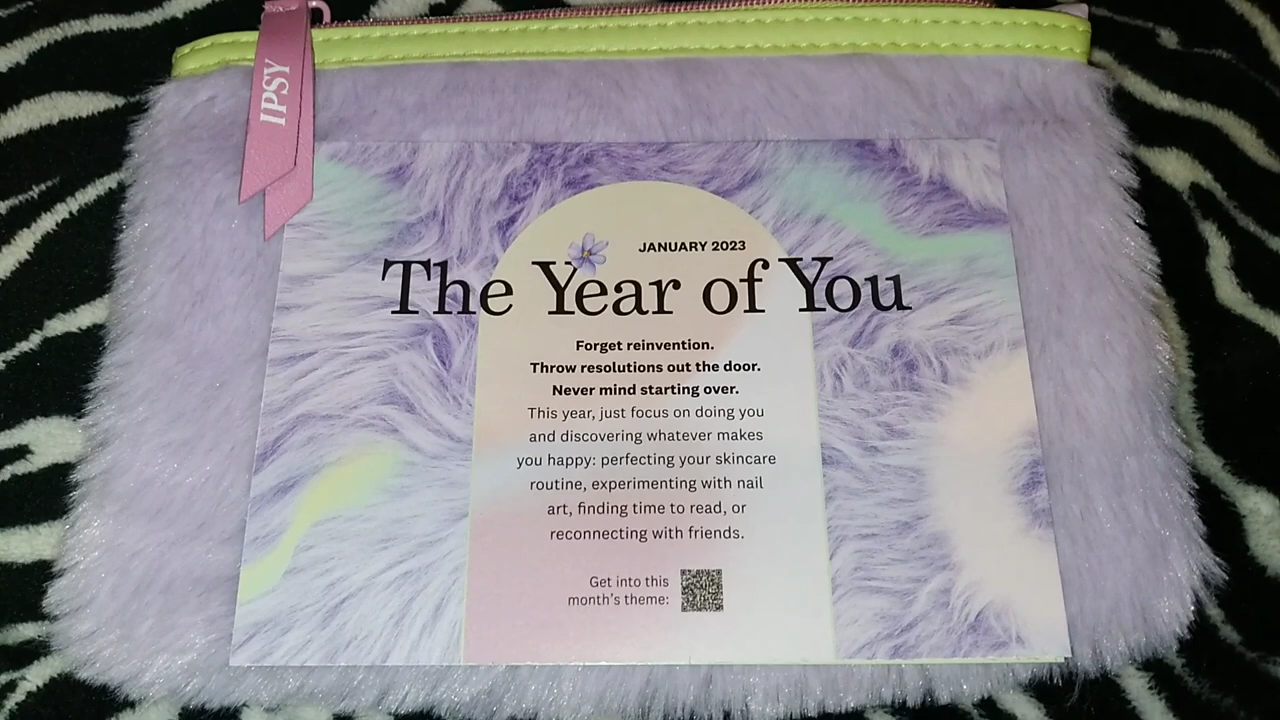 IPSY
JANUARY 2023
The Year of You
Forget reinvention.
Throw resolutions out the door.
Never mind starting over.
This year, just focus on doing you
and discovering whatever makes
you happy: perfecting your skincare
routine, experimenting with nail
art, finding time to read, or
reconnecting with friends.
Get into this
month's theme: